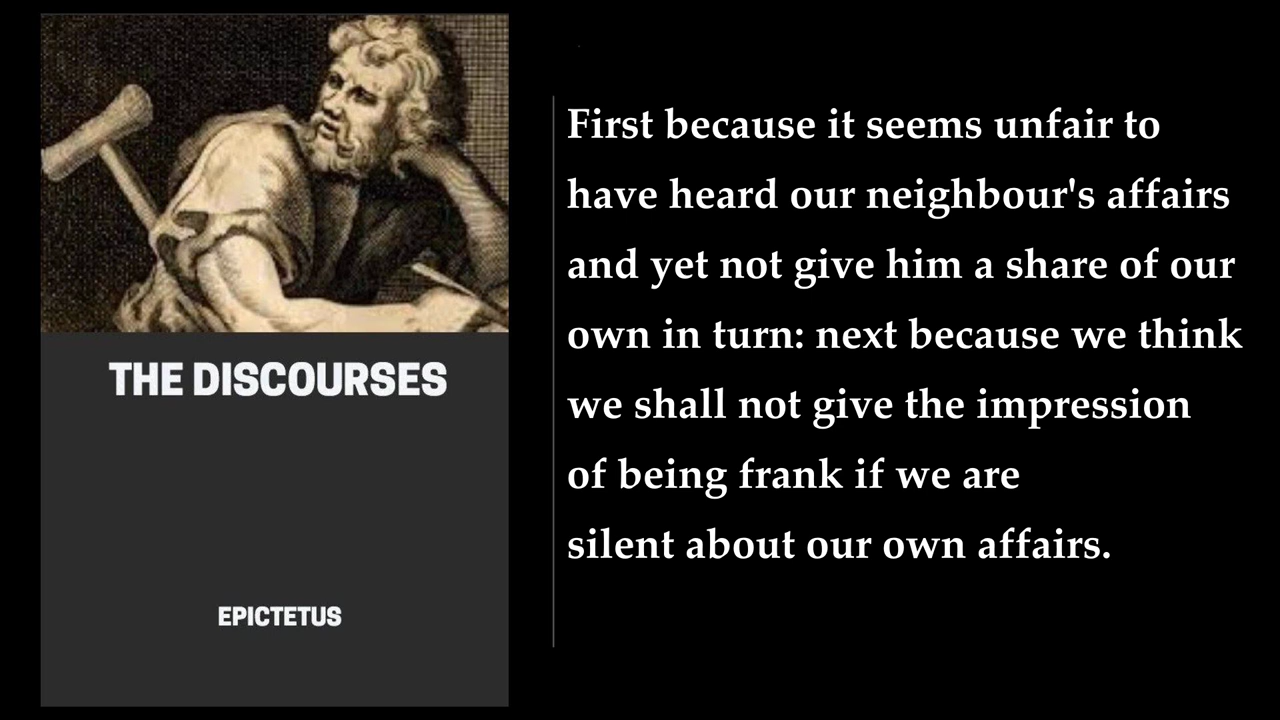 THE DISCOURSES
EPICTETUS
First because it seems unfair to
have heard our neighbour's affairs
and yet not give him a share of our
own in turn: next because we think
we shall not give the impression
of being frank if we are
silent about our own affairs.